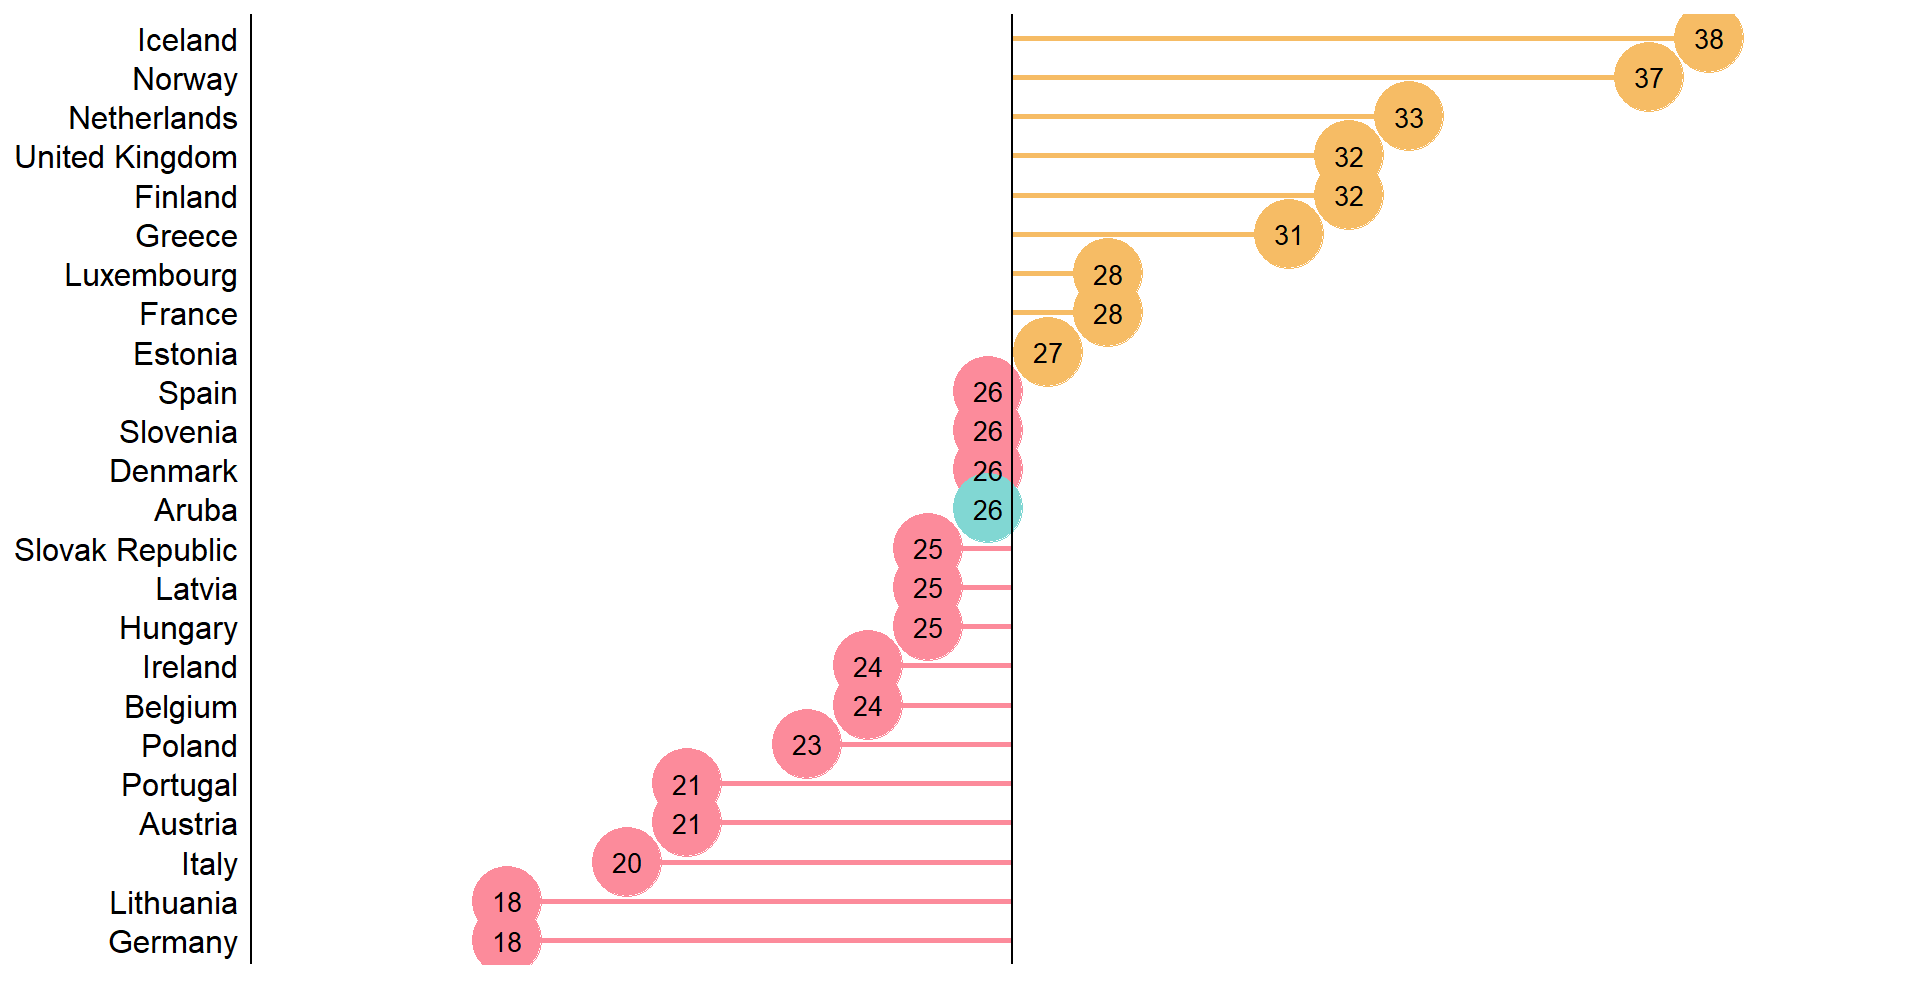 Iceland 38
Norway 37
Netherlands 33
United Kingdom 32
Finland 32
Greece 31
Luxembourg 28
France 28
Estonia 27
Spain 26
Slovenia 26
Denmark 26
Aruba 26
Slovak Republic 25
Latvia 25
Hungary 25
Ireland 24
Belgium 24
Poland 23
Portugal 21
Austria 21
Italy 20
Lithuania 18
Germany 18